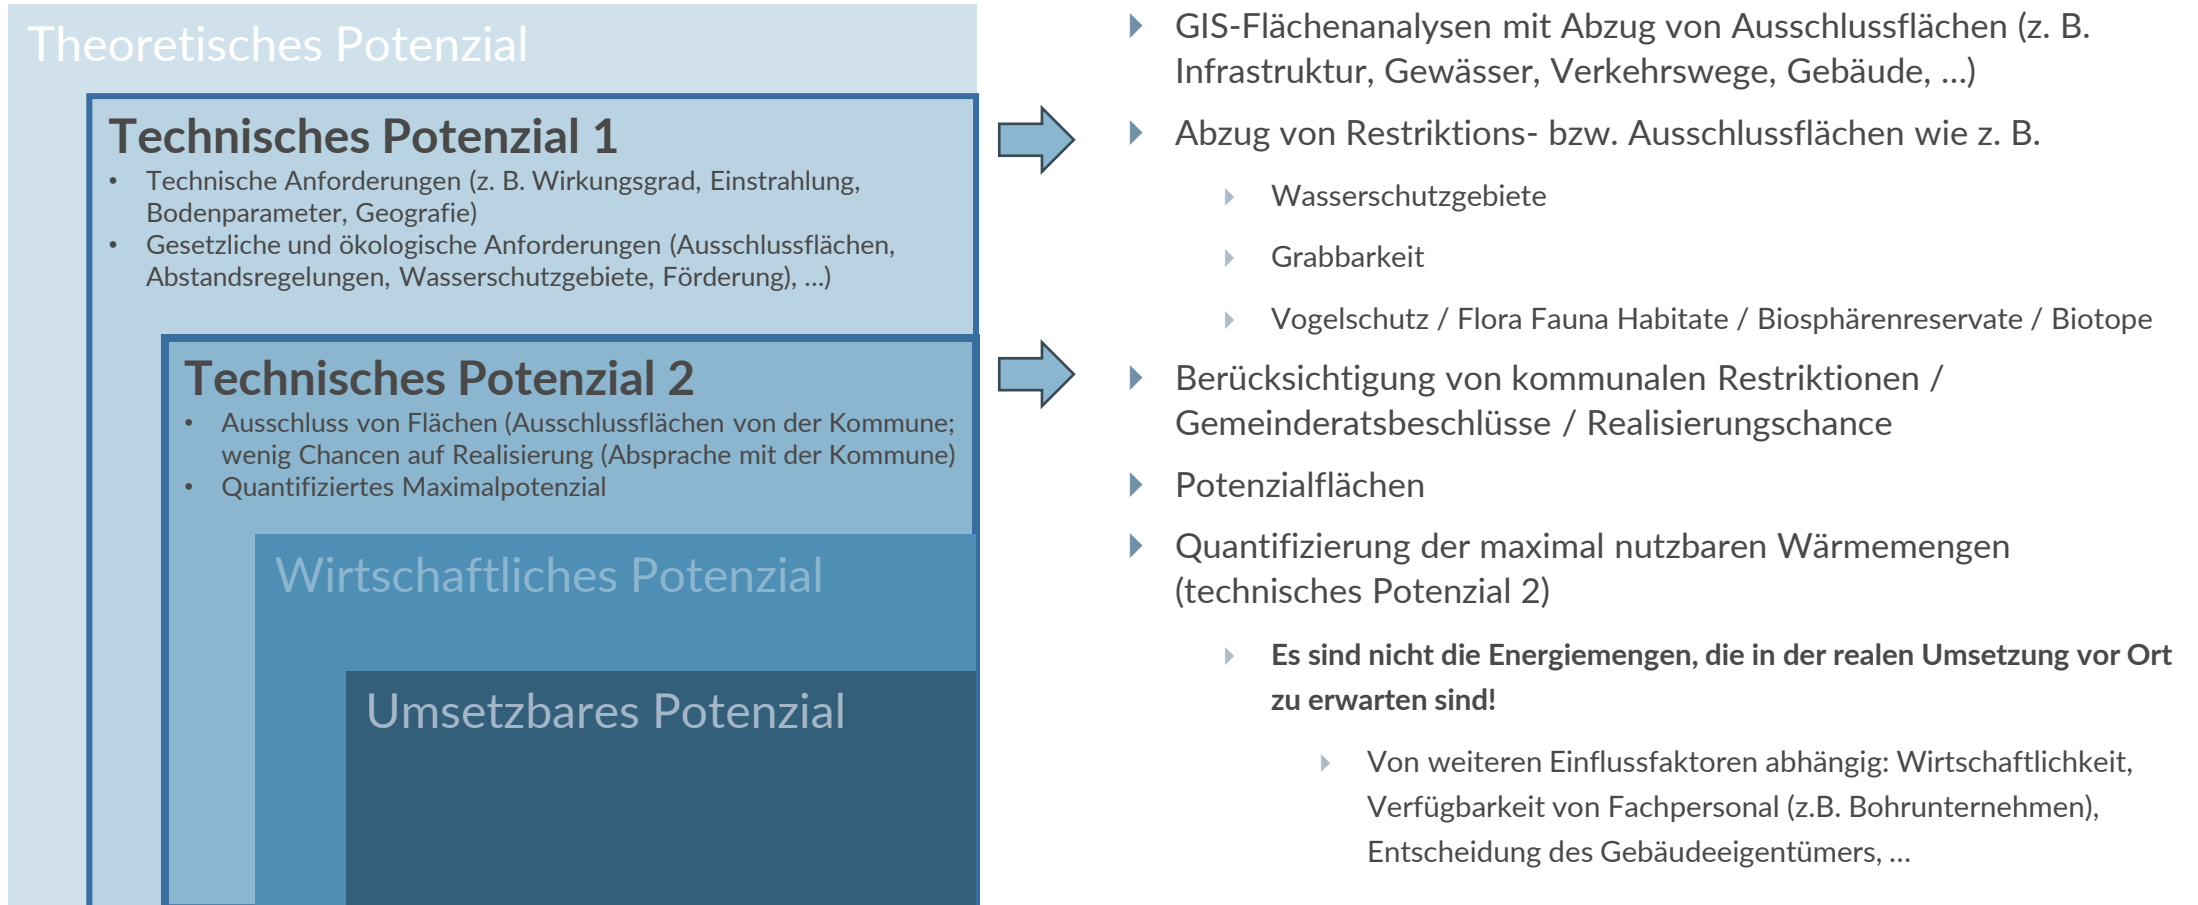 Theoretisches Potenzial
Technisches Potenzial 1
• Technische Anforderungen (z. B. Wirkungsgrad, Einstrahlung,
Bodenparameter, Geografie)
• Gesetzliche und ökologische Anforderungen (Ausschlussflächen,
Abstandsregelungen, Wasserschutzgebiete, Förderung), ...)
Technisches Potenzial 2
• Ausschluss von Flächen (Ausschlussflächen von der Kommune;
wenig Chancen auf Realisierung (Absprache mit der Kommune)
• Quantifiziertes Maximalpotenzial
Wirtschaftliches Potenzial
Umsetzbares Potenzial
GIS-Flächenanalysen mit Abzug von Ausschlussflächen (z. B.
Infrastruktur, Gewässer, Verkehrswege, Gebäude, ...)
Abzug von Restriktions- bzw. Ausschlussflächen wie z. B.
Wasserschutzgebiete
Grabbarkeit
Vogelschutz / Flora Fauna Habitate / Biosphärenreservate / Biotope
Berücksichtigung von kommunalen Restriktionen /
Gemeinderatsbeschlüsse / Realisierungschance
Potenzialflächen
Quantifizierung der maximal nutzbaren Wärmemengen
(technisches Potenzial 2)
Es sind nicht die Energiemengen, die in der realen Umsetzung vor Ort
zu erwarten sind!
Von weiteren Einflussfaktoren abhängig: Wirtschaftlichkeit,
Verfügbarkeit von Fachpersonal (z.B. Bohrunternehmen),
Entscheidung des Gebäudeeigentümers, ...